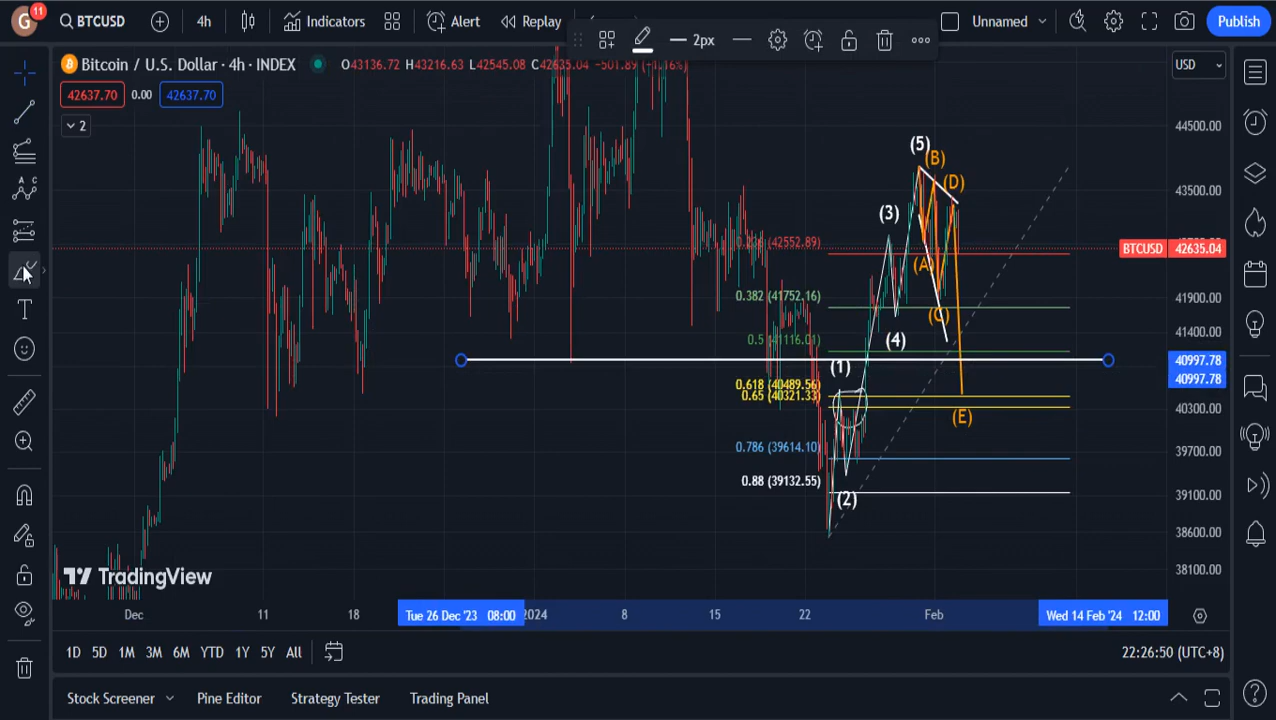 G 11 BTCUSD 4h Indicators Alert Replay 2px Unnamed Publish
Bitcoin / U.S. Dollar · 4h · INDEX O43136.72 H43216.63 L42545.08 C42635.04 −501.89 (−1.16%) USD
42637.70 0.00 42637.70
2
44500.00
(5)
(B)
(D)
43500.00
(3)
(42552.89)
BTCUSD 42635.04
(A)
0.382 (41752.16)
41900.00
(C)
41400.00
0.5 (41116.01)
(4)
40997.78
(1)
40997.78
0.618 (40489.56)
0.65 (40321.33)
40300.00
(E)
0.786 (39614.10)
39700.00
0.88 (39132.55)
(2)
39100.00
38600.00
38100.00
TradingView
Dec 11 18 Tue 26 Dec '23 08:00 2024 8 15 22 Feb Wed 14 Feb '24 12:00
1D 5D 1M 3M 6M YTD 1Y 5Y All 22:26:50 (UTC+8)
Stock Screener Pine Editor Strategy Tester Trading Panel